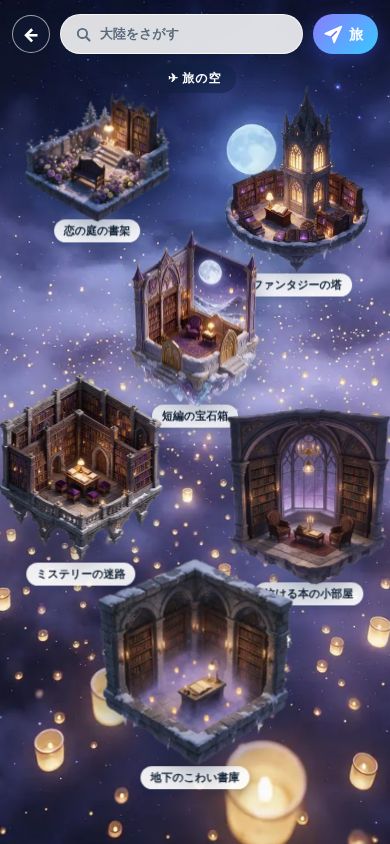 大陸をさがす
旅
✈ 旅の空
恋の庭の書架
ファンタジーの塔
短編の宝石箱
ミステリーの迷路
ける本の小部屋
地下のこわい書庫